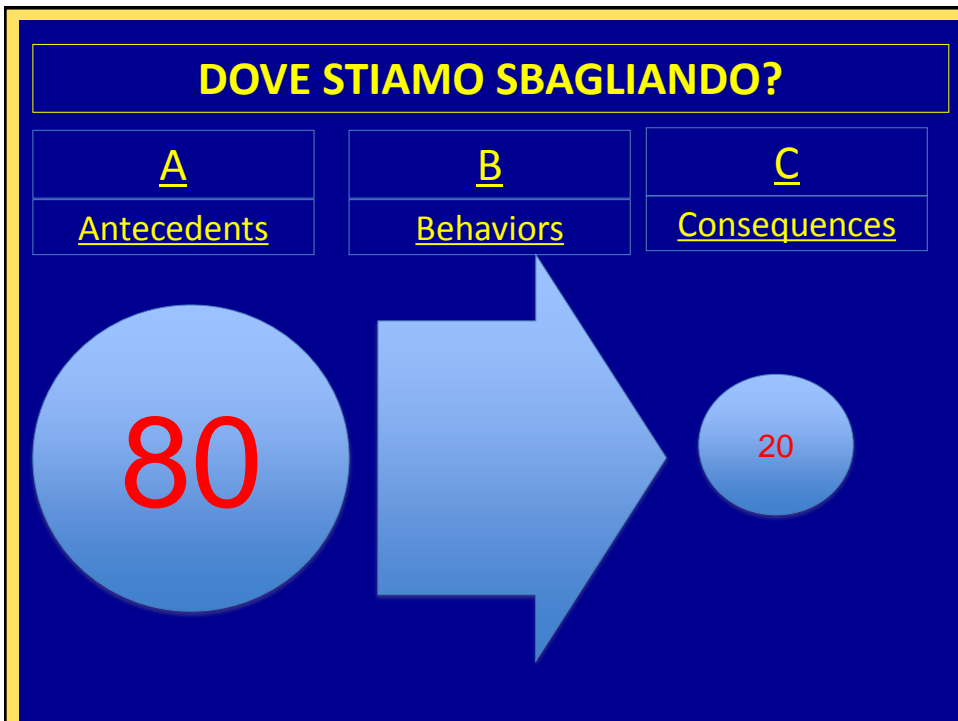 DOVE STIAMO SBAGLIANDO?
A
B
C
Antecedents
Behaviors
Consequences
80
20